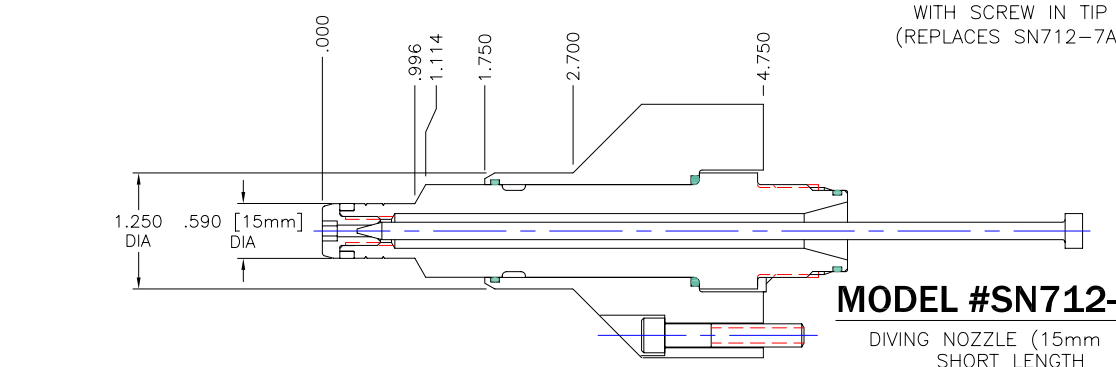 WITH SCREW IN TIP
(REPLACES SN712-7A
.000
.996
1.114
1.750
2.700
4.750
1.250
DIA
.590 [15mm]
DIA
MODEL #SN712-
DIVING NOZZLE (15mm
SHORT LENGTH